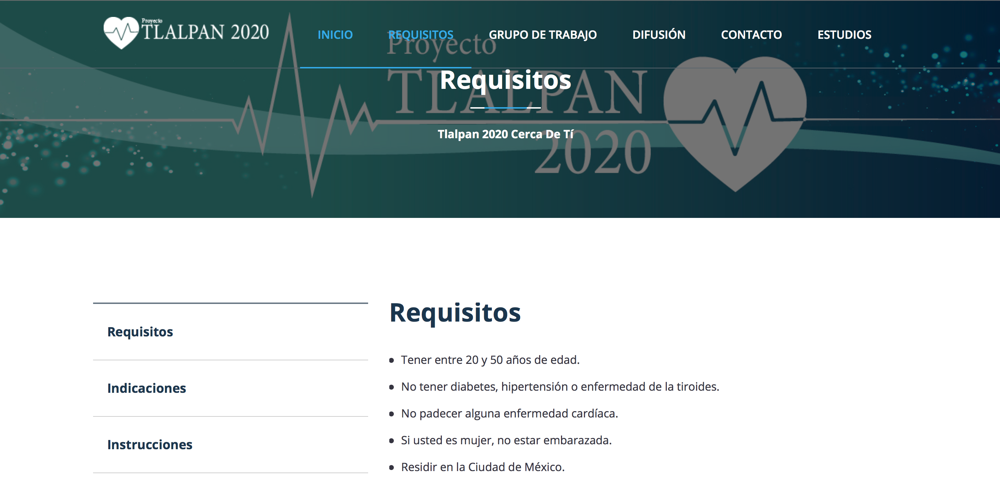 Proyecto
TLALPAN 2020
INICIO
REQUISITOS
GRUPO DE TRABAJO
DIFUSIÓN
CONTACTO
ESTUDIOS
Proyecto
TLALPAN
2020
Requisitos
Tlalpan 2020 Cerca De Tí
Requisitos
Indicaciones
Instrucciones
Requisitos
Tener entre 20 y 50 años de edad.
No tener diabetes, hipertensión o enfermedad de la tiroides.
No padecer alguna enfermedad cardíaca.
Si usted es mujer, no estar embarazada.
Residir en la Ciudad de México.